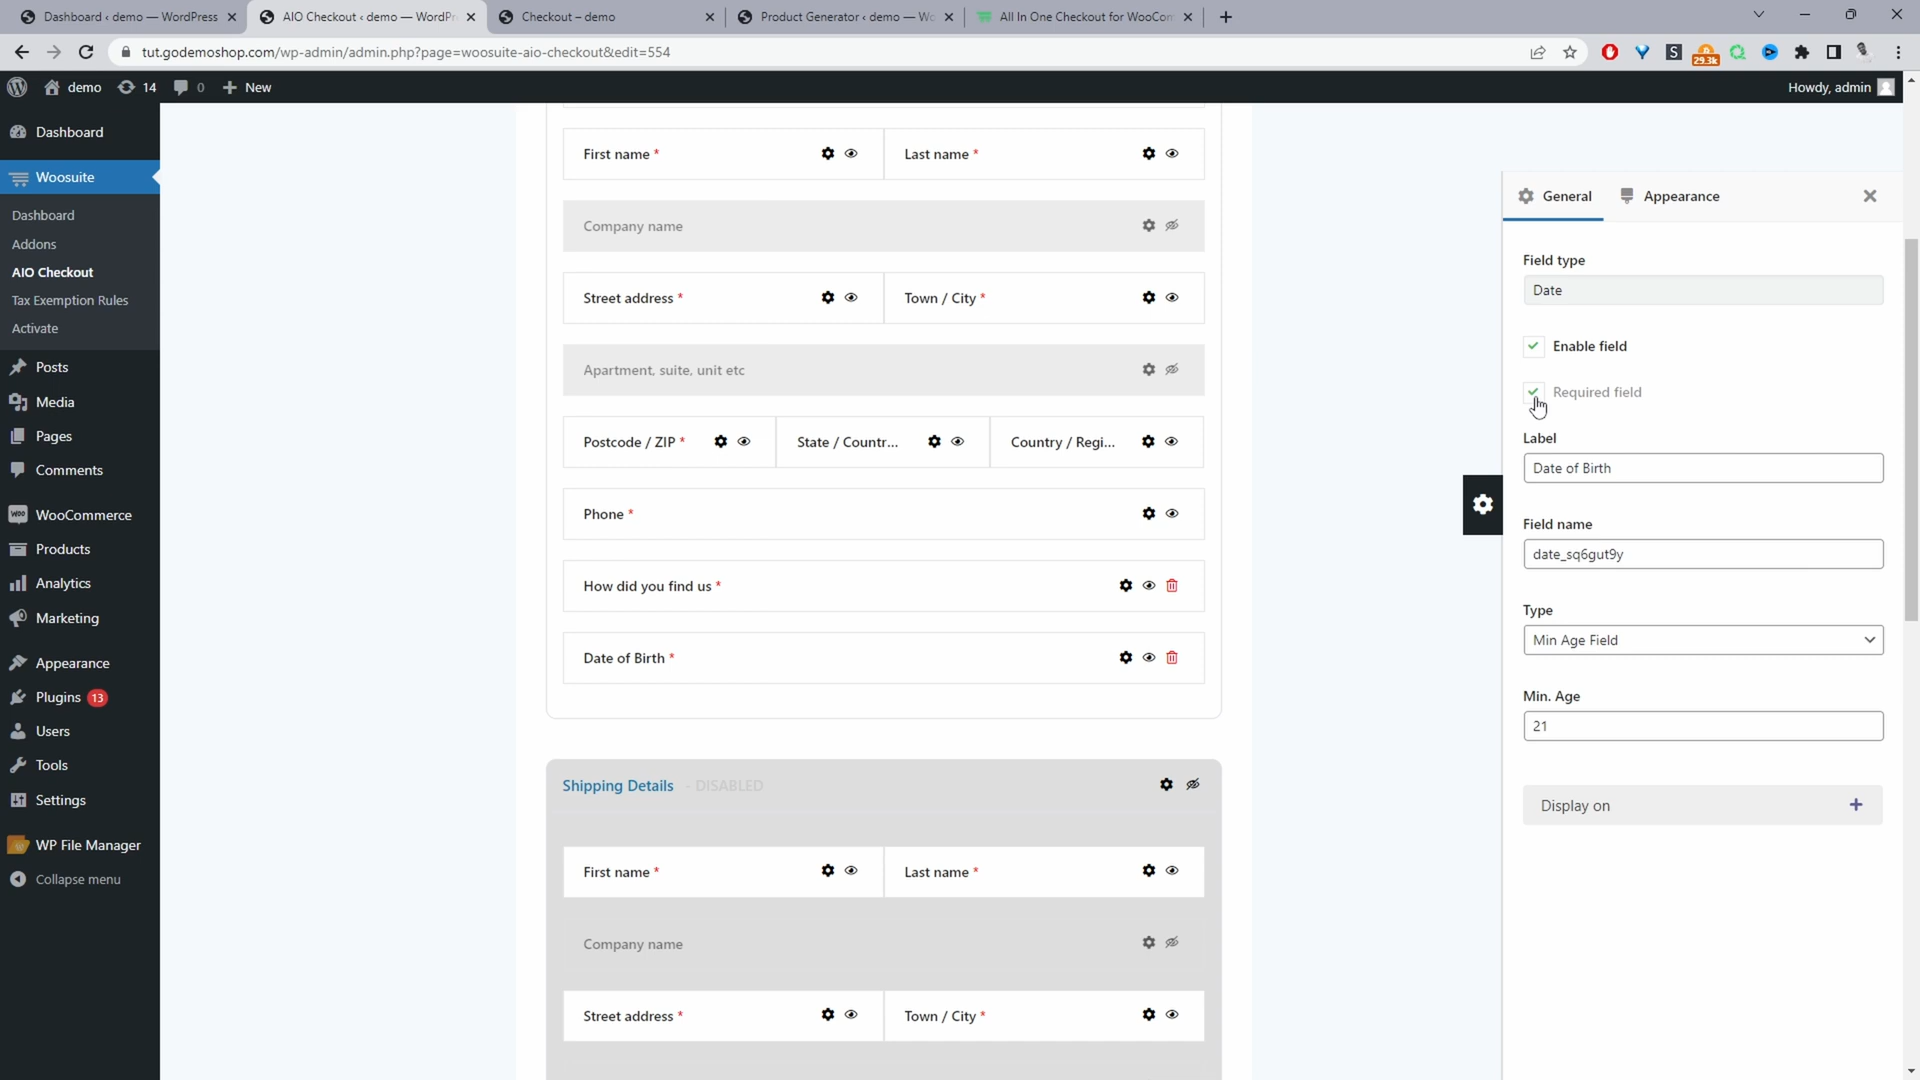 Dashboard ‹ demo — WordPress
AIO Checkout ‹ demo — WordPr
Checkout – demo
Product Generator ‹ demo — Wo
All In One Checkout for WooCom
tut.godemoshop.com/wp-admin/admin.php?page=woosuite-aio-checkout&edit=554
S
29.3k
demo
14
0
New
Howdy, admin
Dashboard
Woosuite
Dashboard
Addons
AIO Checkout
Tax Exemption Rules
Activate
Posts
Media
Pages
Comments
WooCommerce
Products
Analytics
Marketing
Appearance
Plugins 13
Users
Tools
Settings
WP File Manager
Collapse menu
First name *
Last name *
Company name
Street address *
Town / City *
Apartment, suite, unit etc
Postcode / ZIP *
State / Countr...
Country / Regi...
Phone *
How did you find us *
Date of Birth *
Shipping Details - DISABLED
First name *
Last name *
Company name
Street address *
Town / City *
General
Appearance
Field type
Date
Enable field
Required field
Label
Date of Birth
Field name
date_sq6gut9y
Type
Min Age Field
Min. Age
21
Display on